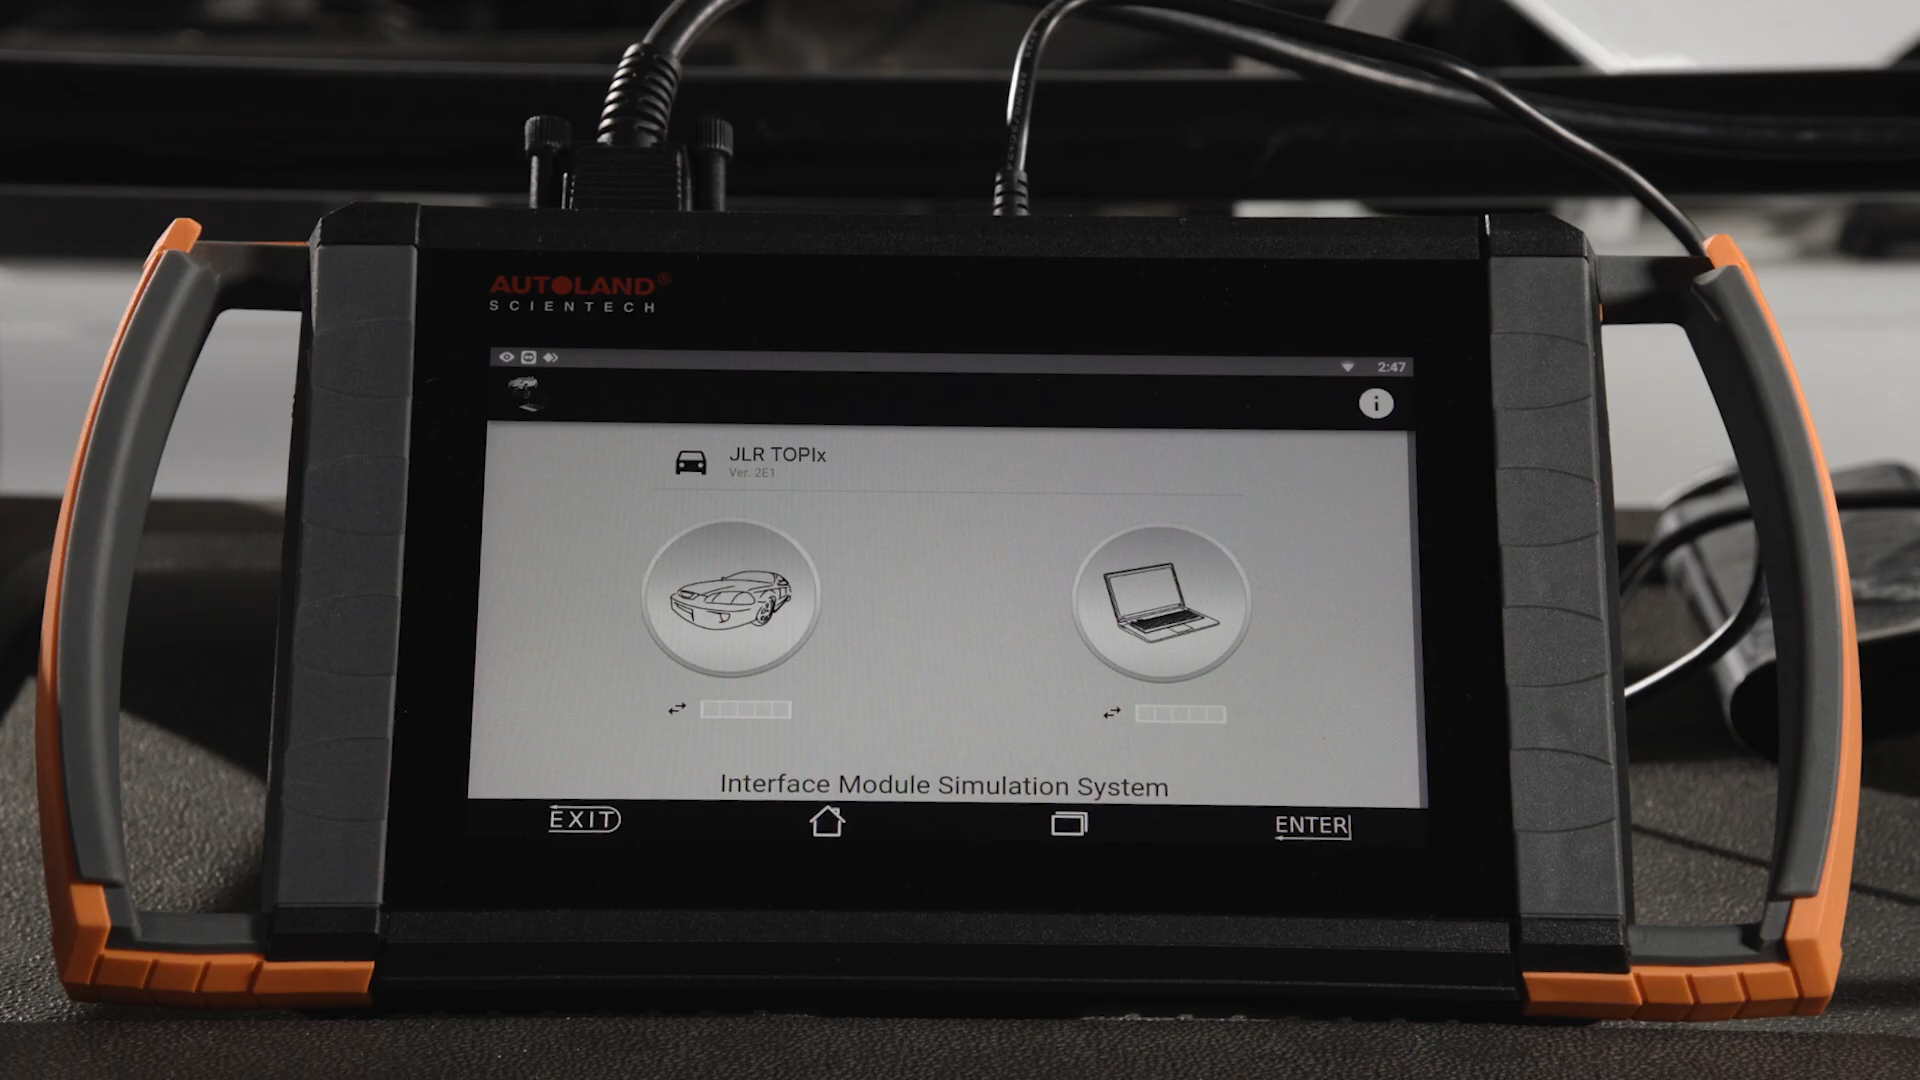 AUTOLAND®
SCIENTECH
2:47
i
JLR TOPIx
Ver. 2E1
Interface Module Simulation System
EXIT
ENTER